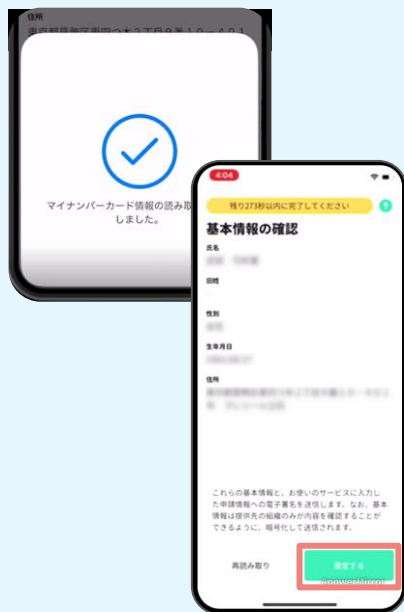 住所
マイナンバーカード情報の読み取
しました。
4:04
残り273秒以内に完了してください
基本情報の確認
氏名
旧姓
性別
生年月日
住所
これらの基本情報と、お使いのサービスに入力し
た申請情報への電子署名を送信します。なお、基本
情報は提供先の組織のみが内容を確認することが
できるように、暗号化して送信されます。
再読み取り
設定する
ApowerMirror